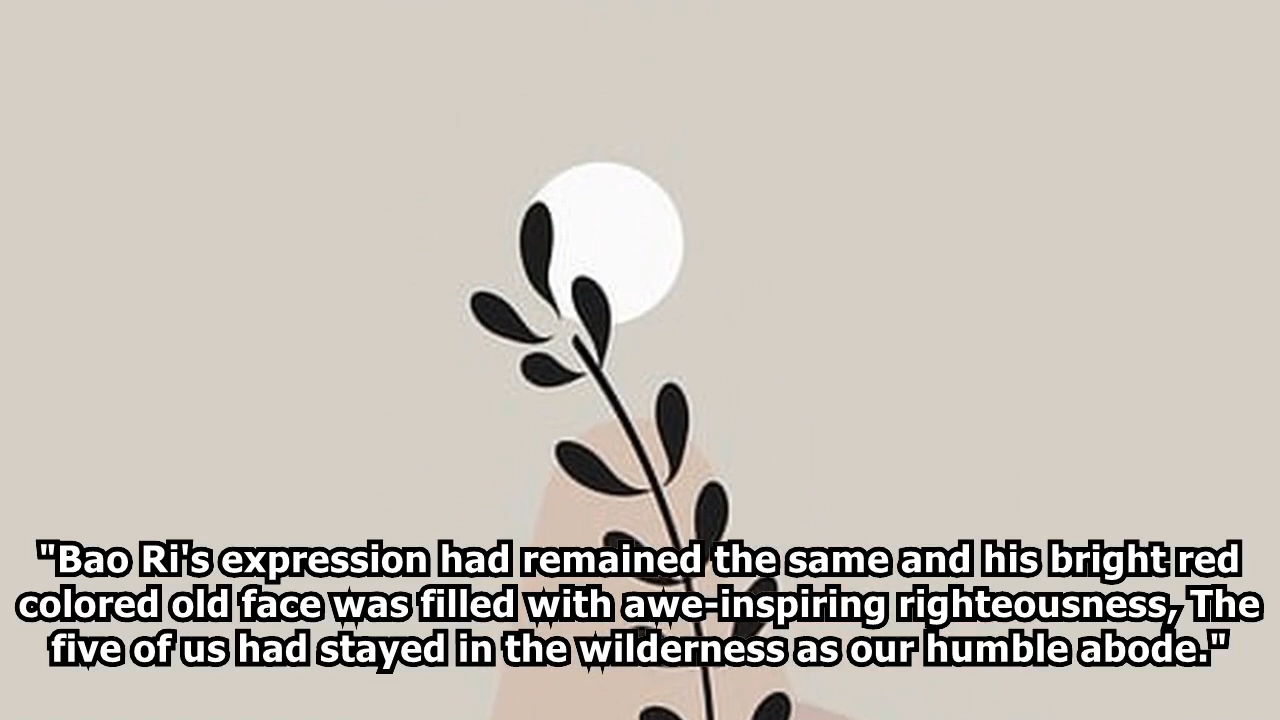 "Bao Ri's expression had remained the same and his bright red
colored old face was filled with awe-inspiring righteousness, The
five of us had stayed in the wilderness as our humble abode."